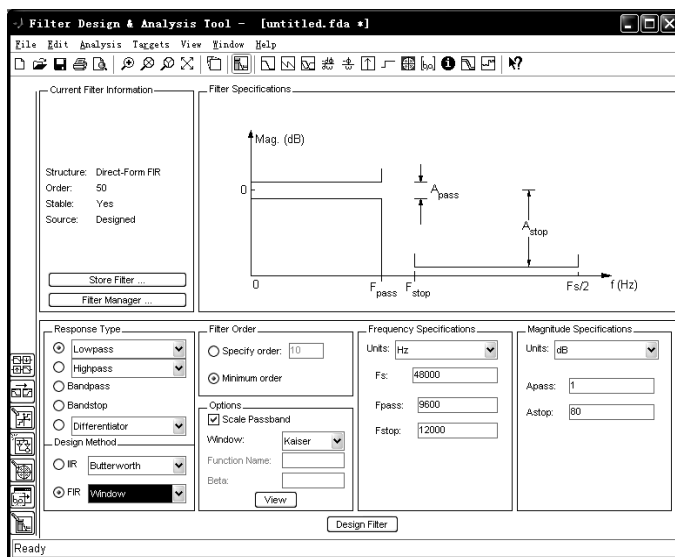 Filter Design & Analysis Tool - [untitled.fda *]
File Edit Analysis Targets View Window Help
Current Filter Information
Structure: Direct-Form FIR
Order: 50
Stable: Yes
Source: Designed
Store Filter ...
Filter Manager ...
Filter Specifications
Mag. (dB)
0
A pass
A stop
0
F pass
F stop
Fs/2
f (Hz)
Response Type
Lowpass
Highpass
Bandpass
Bandstop
Differentiator
Design Method
IIR Butterworth
FIR Window
Filter Order
Specify order: 10
Minimum order
Options
Scale Passband
Window: Kaiser
Function Name:
Beta:
View
Frequency Specifications
Units: Hz
Fs: 48000
Fpass: 9600
Fstop: 12000
Magnitude Specifications
Units: dB
Apass: 1
Astop: 80
Design Filter
Ready